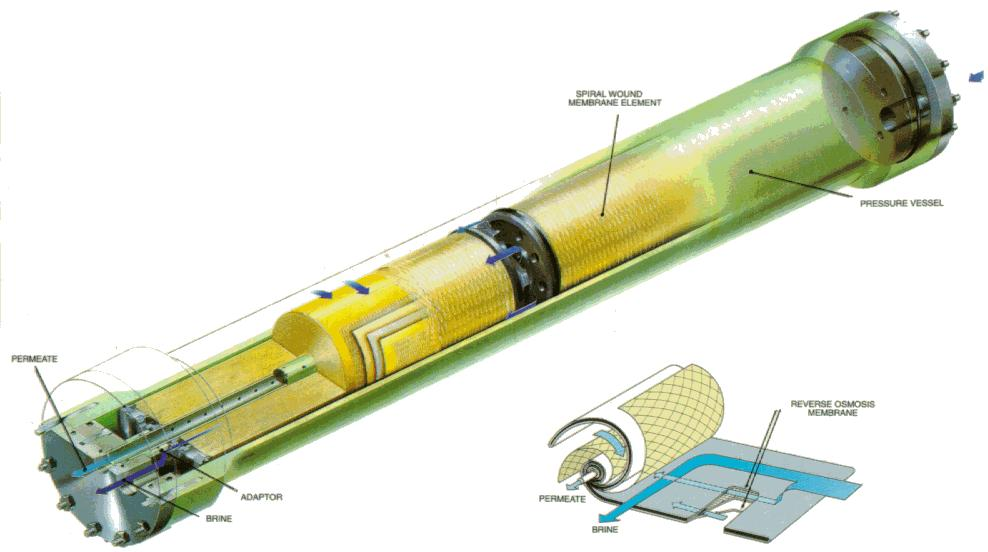 SPIRAL WOUND
MEMBRANE ELEMENT
PRESSURE VESSEL
PERMEATE
ADAPTOR
BRINE
REVERSE OSMOSIS
MEMBRANE
PERMEATE
BRINE